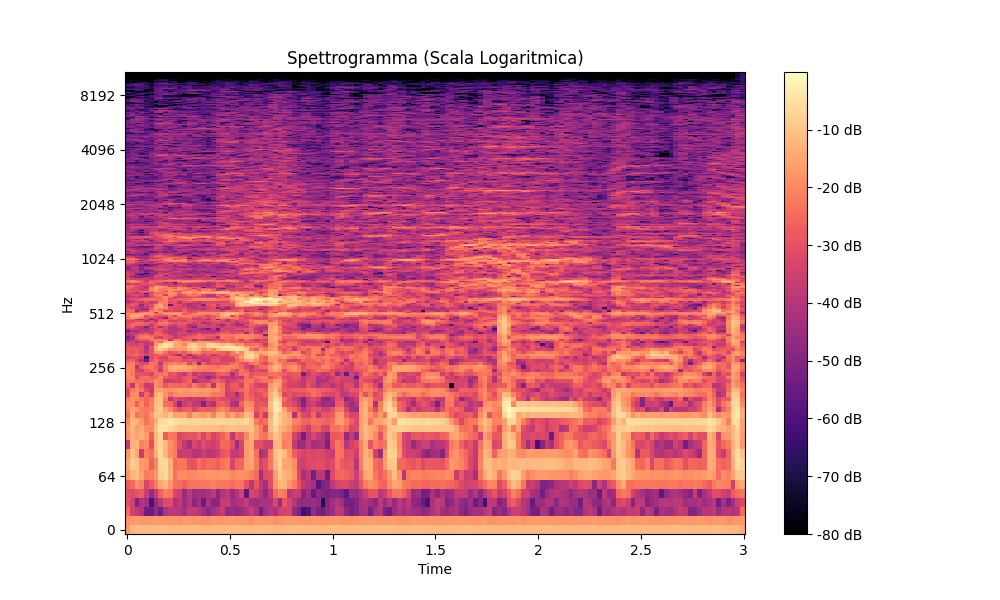 Spettrogramma (Scala Logaritmica)
8192
4096
2048
1024
512
256
128
64
0
Hz
0 0.5 1 1.5 2 2.5 3
Time
-10 dB
-20 dB
-30 dB
-40 dB
-50 dB
-60 dB
-70 dB
-80 dB